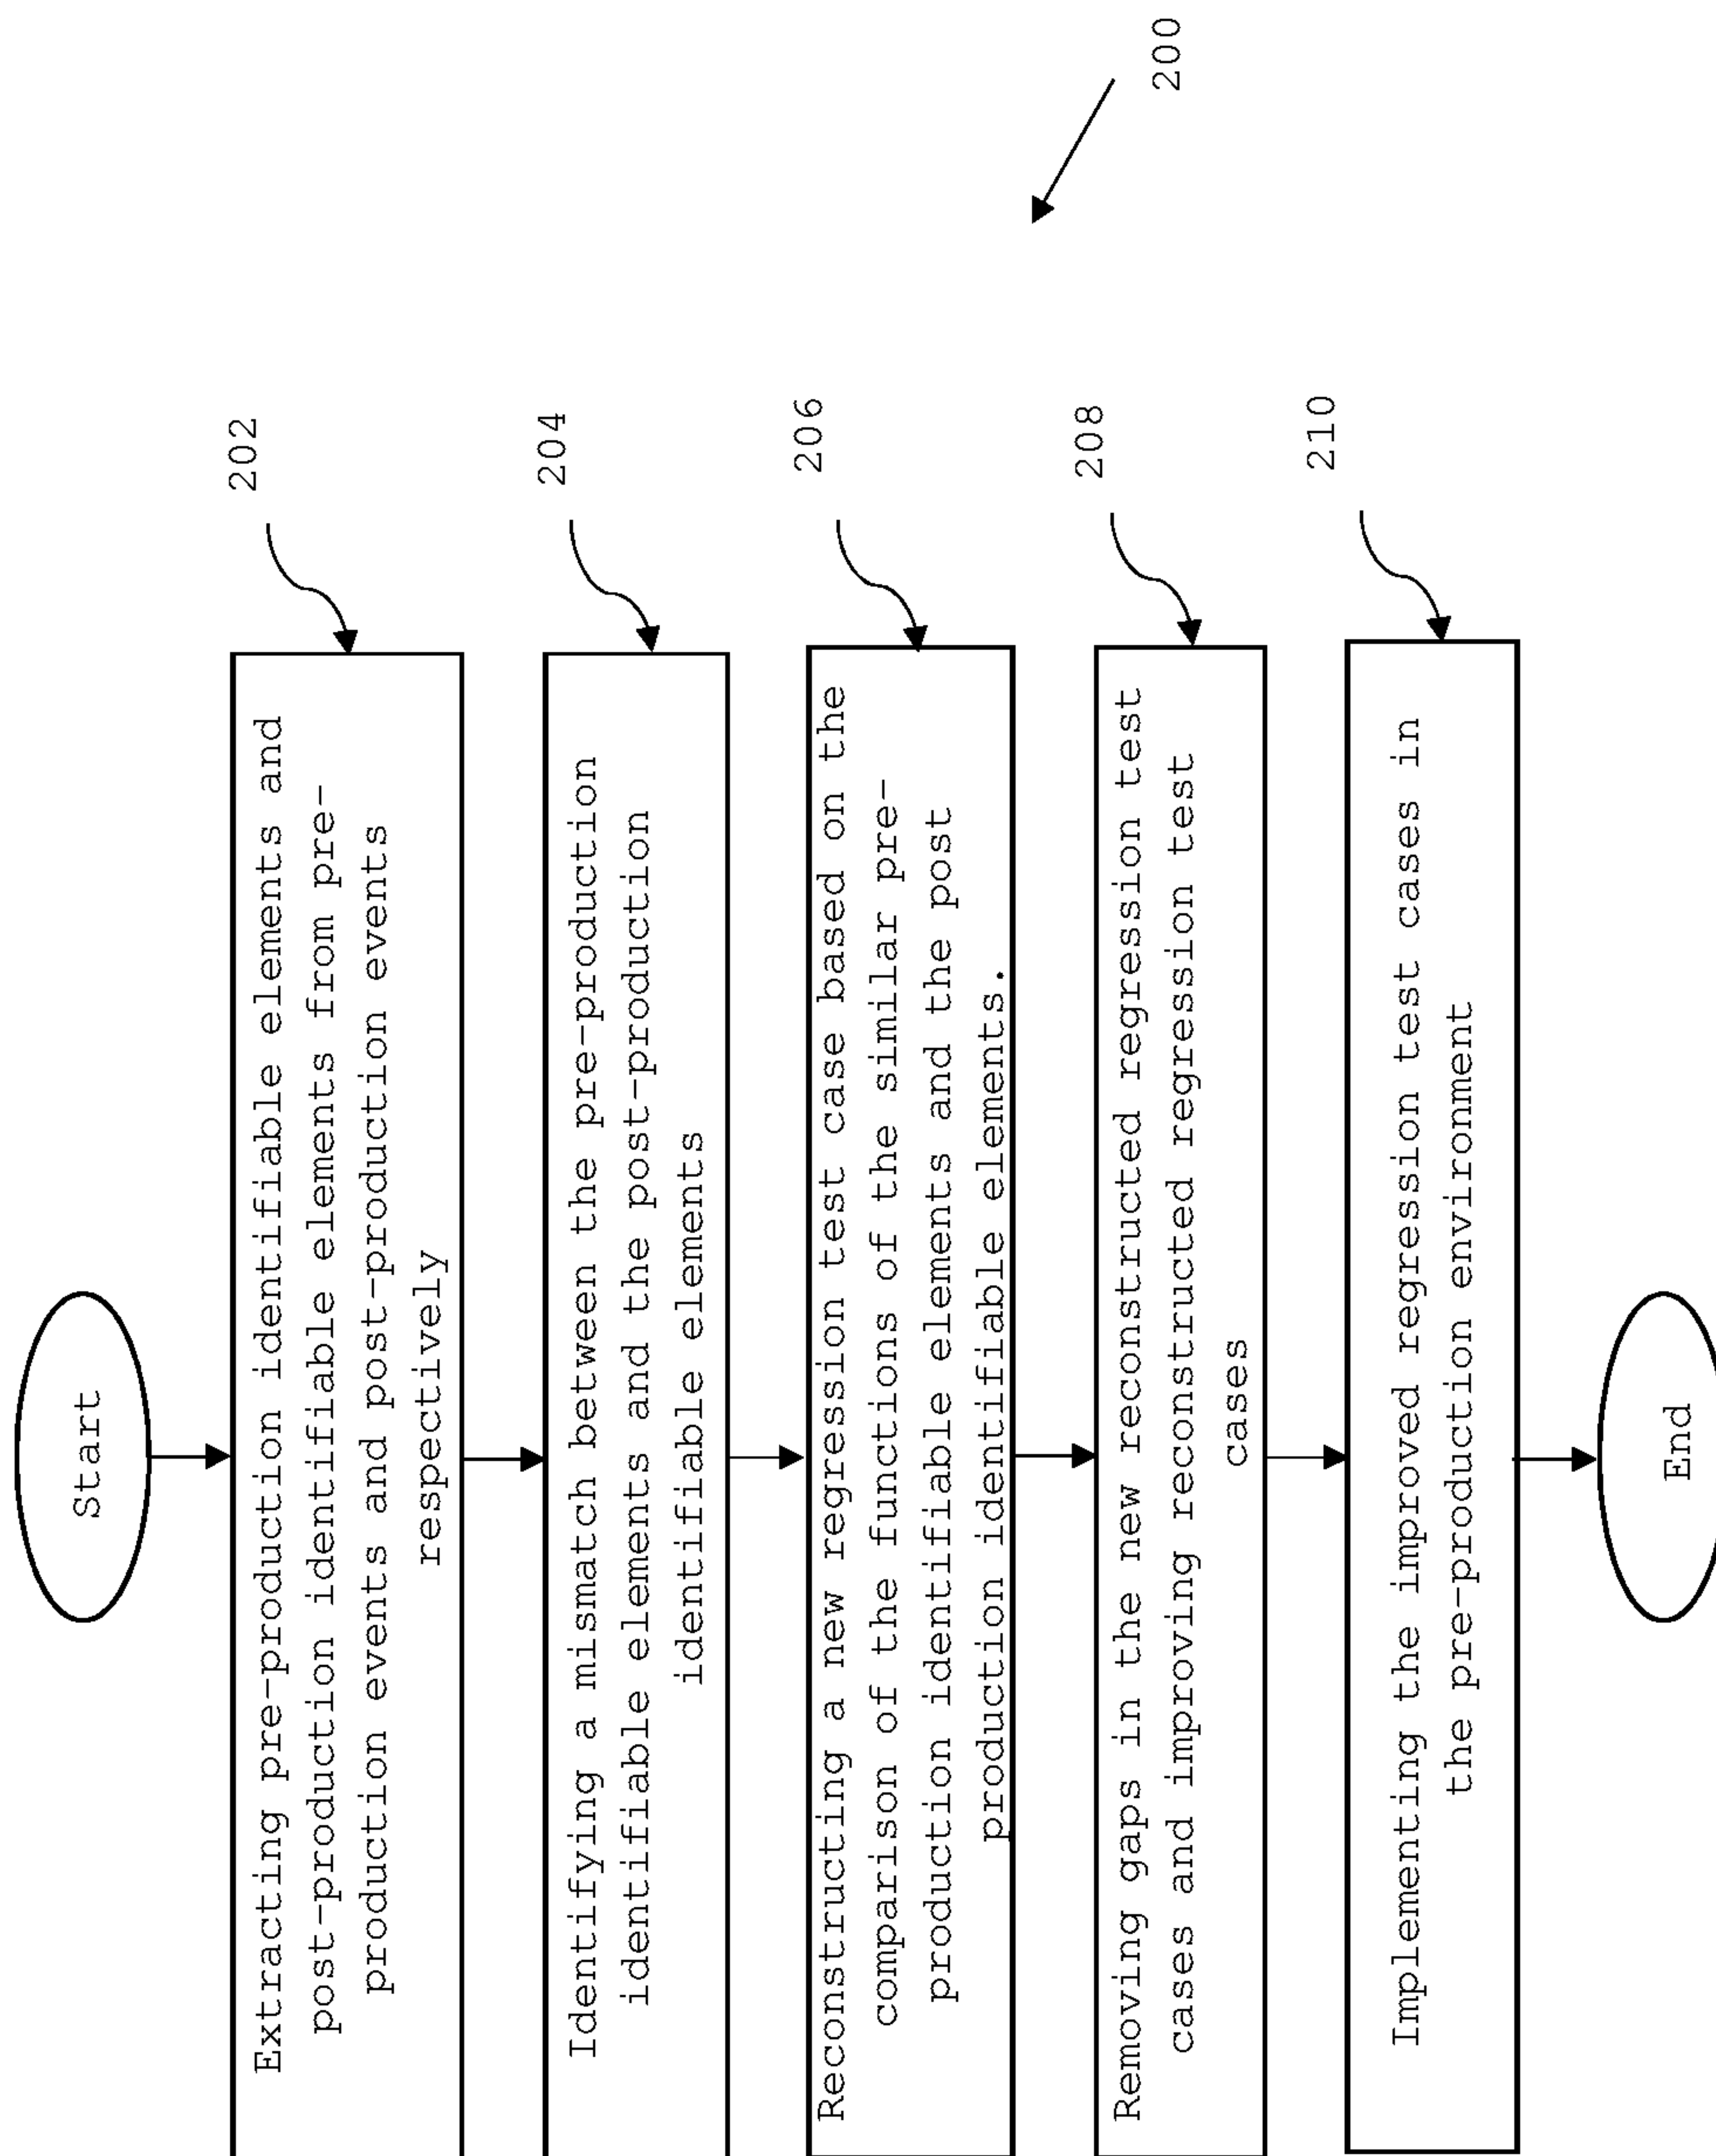 Start
Extracting pre-production identifiable elements and
post-production identifiable elements from pre-
production events and post-production events
respectively
202
Identifying a mismatch between the pre-production
identifiable elements and the post-production
identifiable elements
204
Reconstructing a new regression test case based on the
comparison of the functions of the similar pre-
production identifiable elements and the post
production identifiable elements.
206
Removing gaps in the new reconstructed regression test
cases and improving reconstructed regression test
cases
208
Implementing the improved regression test cases in
the pre-production environment
210
End
200